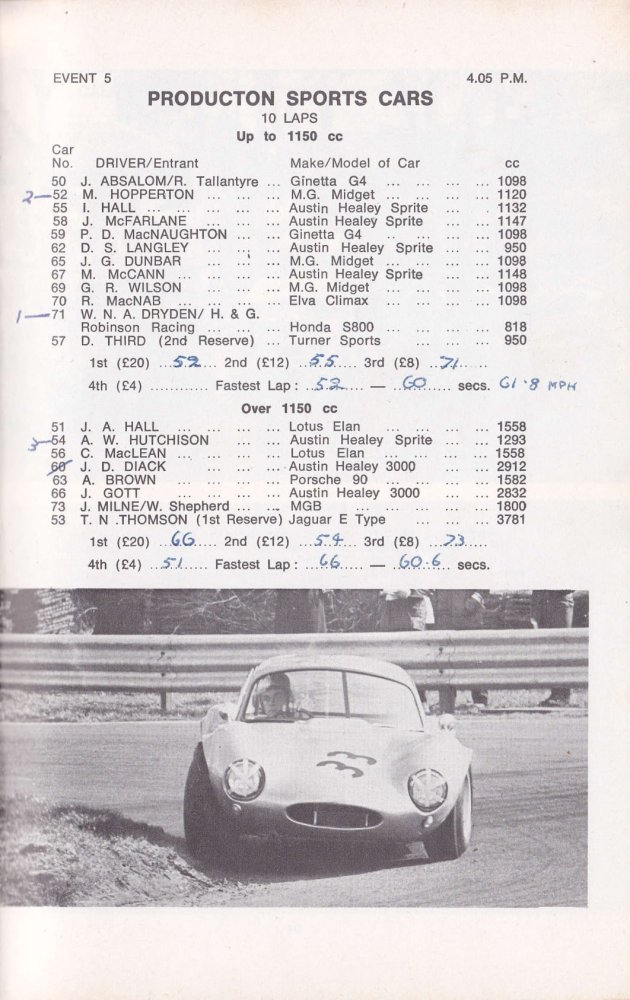 EVENT 5 4.05 P.M.
PRODUCTON SPORTS CARS
10 LAPS
Up to 1150 cc
Car
No. DRIVER/Entrant Make/Model of Car cc
50 J. ABSALOM/R. Tallantyre ... Ginetta G4 ... ... ... ... 1098
2—52 M. HOPPERTON ... ... ... M.G. Midget ... ... ... ... 1120
55 I. HALL ... ... ... ... Austin Healey Sprite ... . 1132
58 J. McFARLANE ... ... ... Austin Healey Sprite ... ... 1147
59 P. D. MacNAUGHTON ... ... Ginetta G4 .. ... ... ... 1098
62 D. S. LANGLEY ... ... ... Austin Healey Sprite ... 950
65 J. G. DUNBAR ... ... ... M.G. Midget ... ... ... ... 1098
67 M. McCANN ... ... ... ... Austin Healey Sprite ... ... 1148
69 G. R. WILSON ... ... ... M.G. Midget ... ... ... ... 1098
70 R. MacNAB ... ... ... ... Elva Climax ... ... ... ... 1098
1—71 W. N. A. DRYDEN/ H. & G.
Robinson Racing ... ... ... Honda S800 ... ... ... ... 818
57 D. THIRD (2nd Reserve) ... Turner Sports ... ... ... 950
1st (£20) ...52... 2nd (£12) ...55... 3rd (£8) ...71......
4th (£4) ............ Fastest Lap : ...52.... — ...60..... secs. 61·8 MPH
Over 1150 cc
51 J. A. HALL ... ... ... ... Lotus Elan ... ... ... ... 1558
3—54 A. W. HUTCHISON ... ... Austin Healey Sprite ... ... 1293
56 C. MacLEAN ... ... ... ... Lotus Elan ... ... ... ... 1558
60 J. D. DIACK ... ... ... Austin Healey 3000 ... ... 2912
63 A. BROWN ... ... ... Porsche 90 ... ... ... ... 1582
66 J. GOTT ... ... ... ... Austin Healey 3000 ... ... 2832
73 J. MILNE/W. Shepherd ... ... MGB ... ... ... ... ... 1800
53 T. N .THOMSON (1st Reserve) Jaguar E Type ... ... ... 3781
1st (£20) ...66.... 2nd (£12) ...54... 3rd (£8) ...73.....
4th (£4) ...51..... Fastest Lap : ...66..... — ...60·6... secs.
33